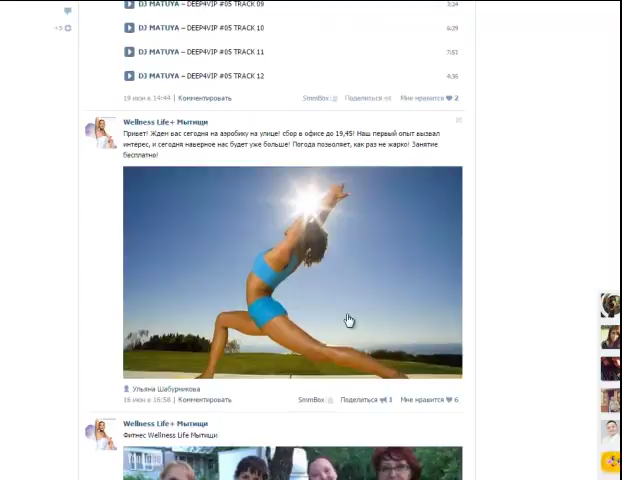 DJ MATUYA – DEEP4VIP #05 TRACK 09 3:24
DJ MATUYA – DEEP4VIP #05 TRACK 10 6:29
DJ MATUYA – DEEP4VIP #05 TRACK 11 7:51
DJ MATUYA – DEEP4VIP #05 TRACK 12 4:36
+3
19 июн в 14:44 | Комментировать SmmBox Поделиться Мне нравится 2
Wellness Life+ Мытищи
Привет! Ждем вас сегодня на аэробику на улице! сбор в офисе до 19,45! Наш первый опыт вызвал
интерес, и сегодня наверное нас будет уже больше! Погода позволяет, как раз не жарко! Занятие
бесплатно!
Ульяна Шабурникова
16 июн в 16:58 | Комментировать SmmBox Поделиться 3 Мне нравится 6
Wellness Life+ Мытищи
Фитнес Wellness Life Мытищи